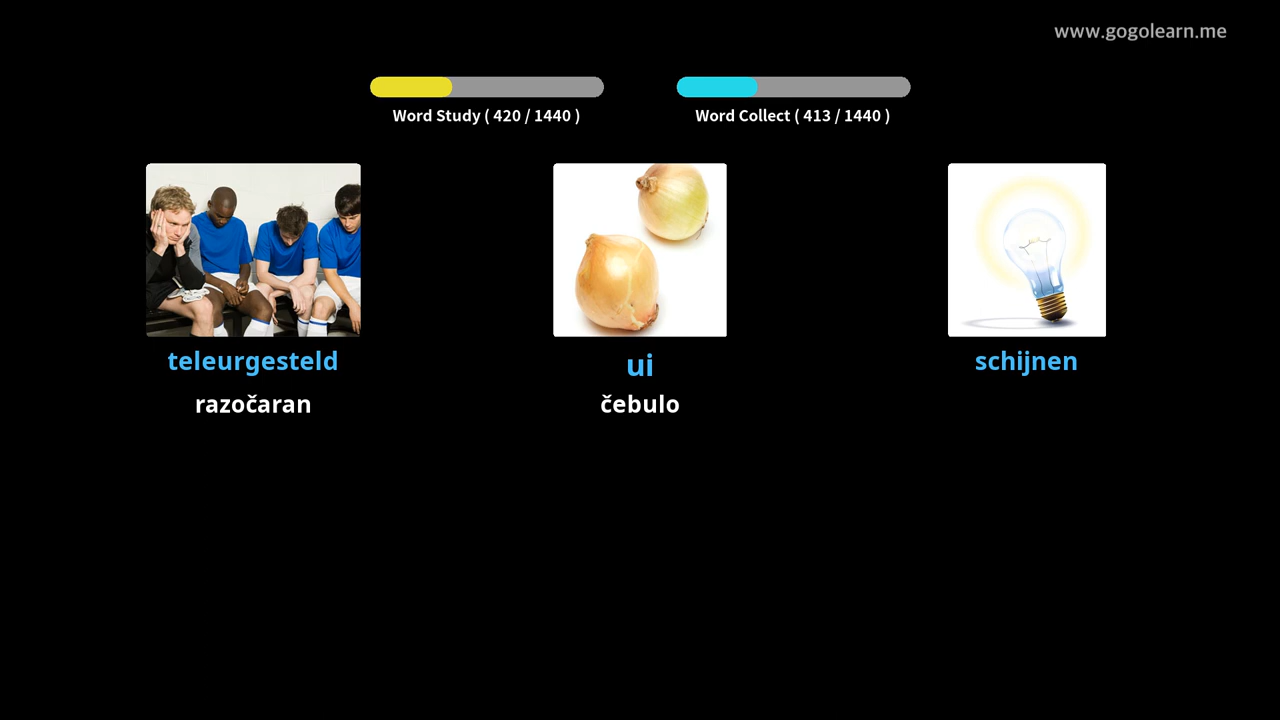 www.gogolearn.me
Word Study ( 420 / 1440 )
Word Collect ( 413 / 1440 )
teleurgesteld
razočaran
ui
čebulo
schijnen